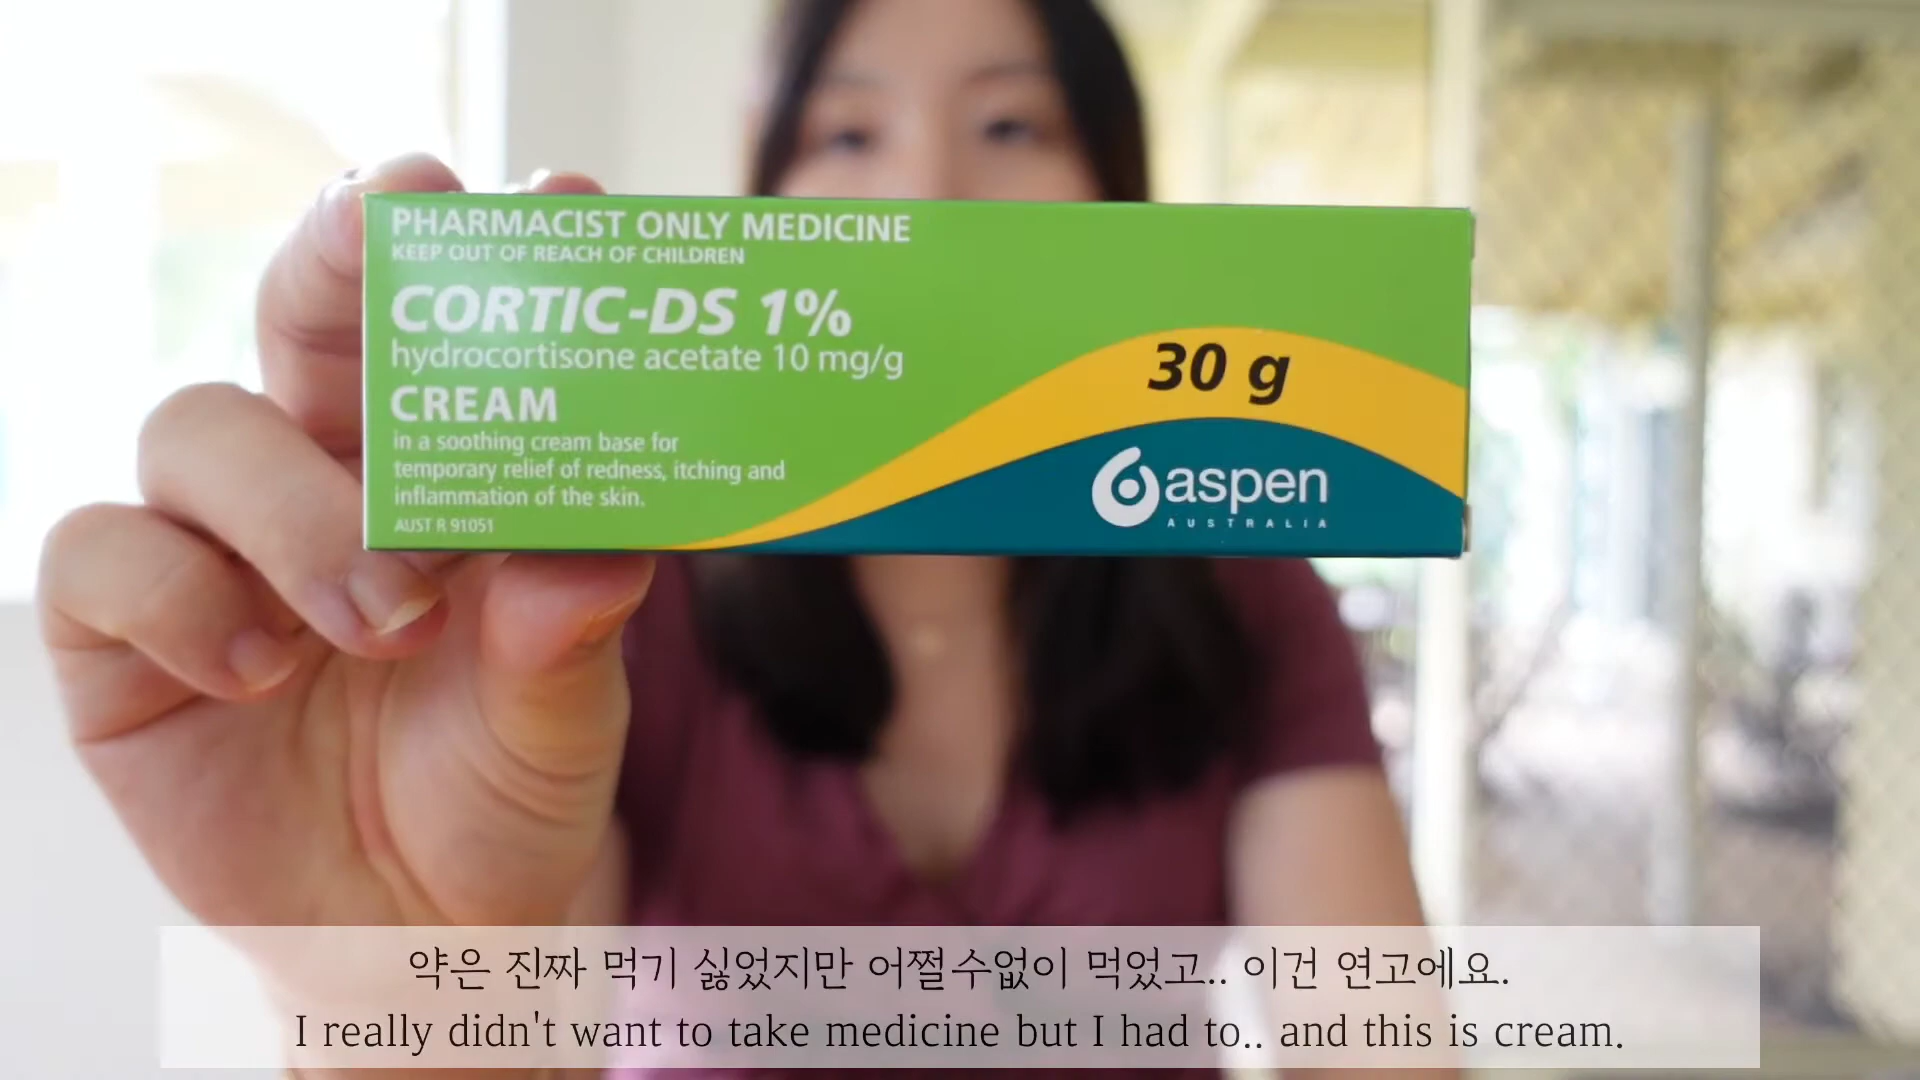 PHARMACIST ONLY MEDICINE
KEEP OUT OF REACH OF CHILDREN
CORTIC-DS 1%
hydrocortisone acetate 10 mg/g
CREAM
in a soothing cream base for
temporary relief of redness, itching and
inflammation of the skin.
AUST R 91051
30 g
aspen
AUSTRALIA
약은 진짜 먹기 싫었지만 어쩔수없이 먹었고.. 이건 연고에요.
I really didn't want to take medicine but I had to.. and this is cream.